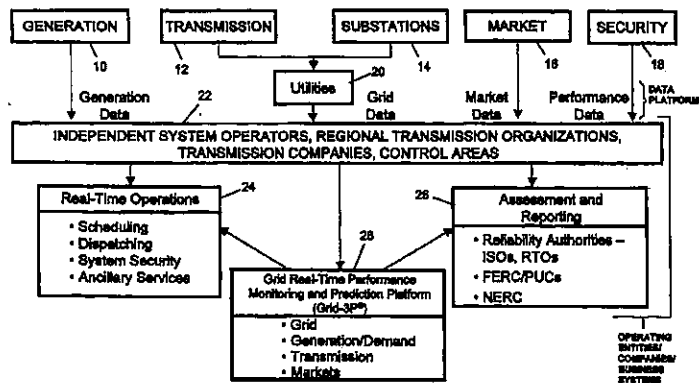 GENERATION
TRANSMISSION
SUBSTATIONS
MARKET
SECURITY
10
12
14
16
18
20
Utilities
22
Generation
Data
Grid
Data
Market
Data
Performance
Data
DATA
PLATFORM
INDEPENDENT SYSTEM OPERATORS, REGIONAL TRANSMISSION ORGANIZATIONS,
TRANSMISSION COMPANIES, CONTROL AREAS
24
Real-Time Operations
• Scheduling
• Dispatching
• System Security
• Ancillary Services
26
Assessment and
Reporting
• Reliability Authorities –
ISOs, RTOs
• FERC/PUCs
• NERC
28
Grid Real-Time Performance
Monitoring and Prediction Platform
(Grid-3P®)
• Grid
• Generation/Demand
• Transmission
• Markets
OPERATING
ENTITIES/
COMPANIES/
BUSINESS
SYSTEMS